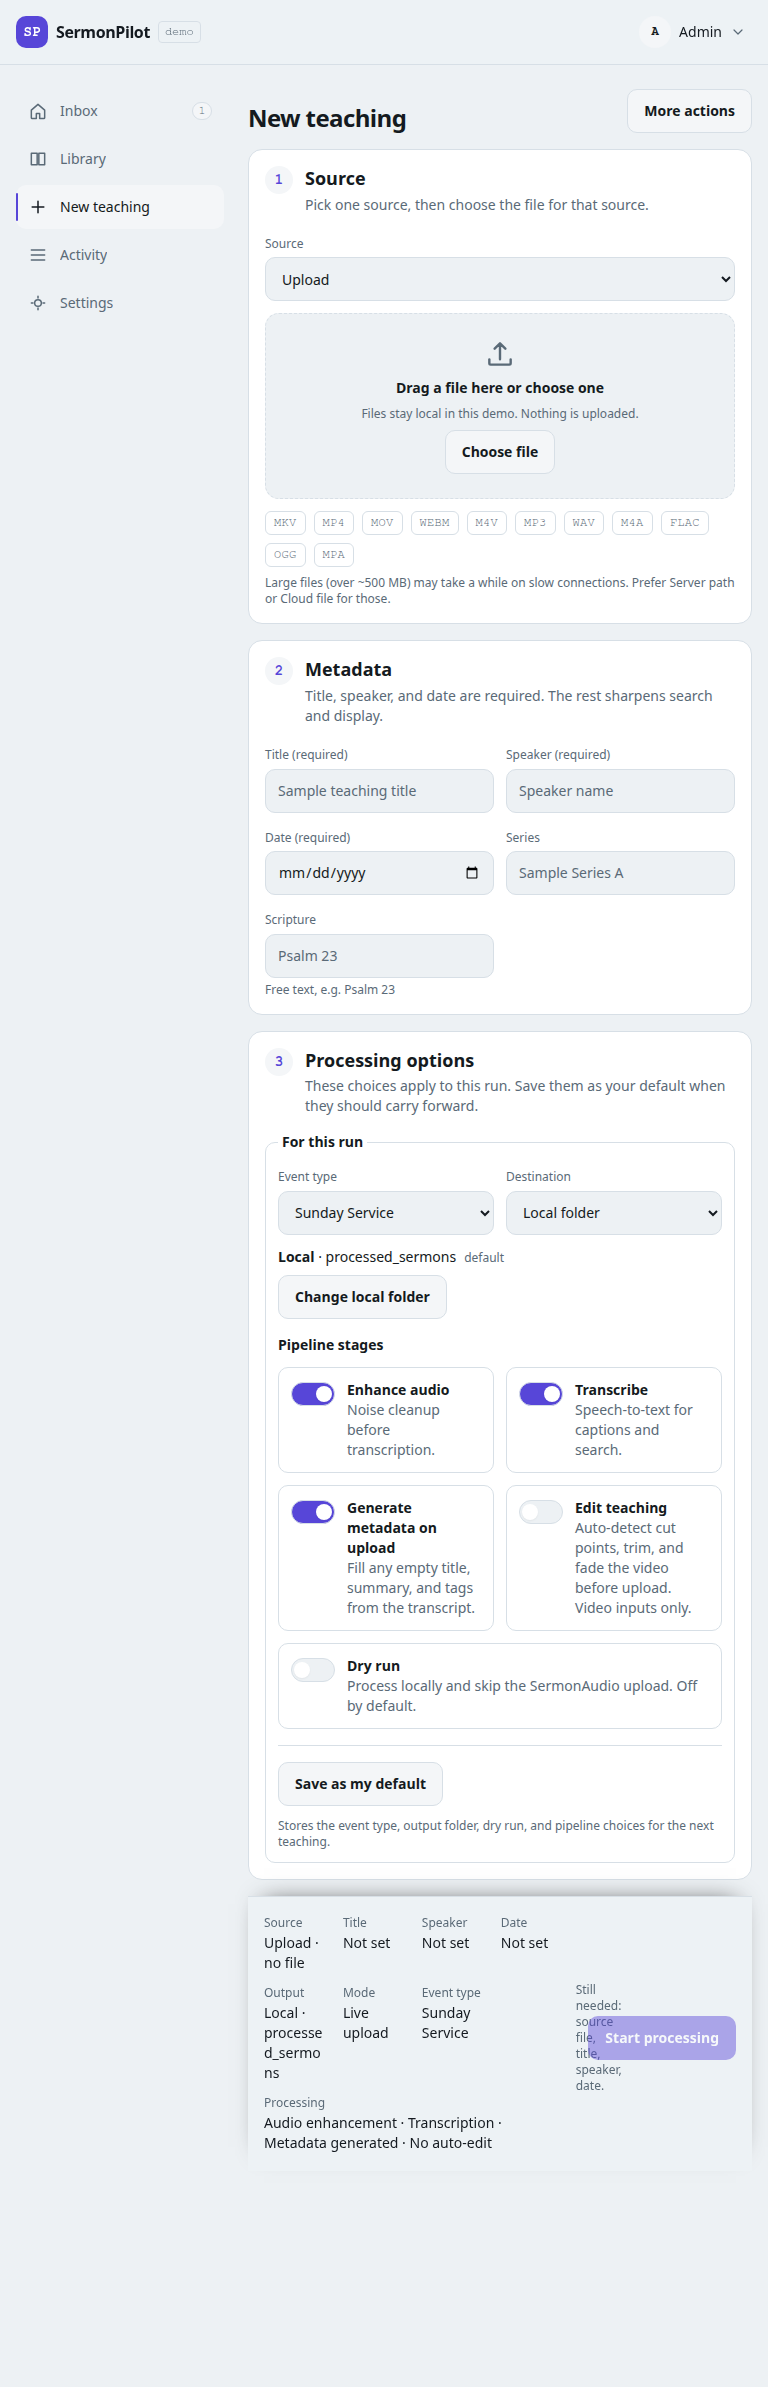 SP SermonPilot demo
A Admin
Inbox 1
Library
New teaching
Activity
Settings
New teaching
More actions
1 Source
Pick one source, then choose the file for that source.
Source
Upload
Drag a file here or choose one
Files stay local in this demo. Nothing is uploaded.
Choose file
MKV MP4 MOV WEBM M4V MP3 WAV M4A FLAC
OGG MPA
Large files (over ~500 MB) may take a while on slow connections. Prefer Server path
or Cloud file for those.
2 Metadata
Title, speaker, and date are required. The rest sharpens search
and display.
Title (required) Speaker (required)
Sample teaching title Speaker name
Date (required) Series
mm/dd/yyyy Sample Series A
Scripture
Psalm 23
Free text, e.g. Psalm 23
3 Processing options
These choices apply to this run. Save them as your default when
they should carry forward.
For this run
Event type Destination
Sunday Service Local folder
Local · processed_sermons default
Change local folder
Pipeline stages
Enhance audio
Noise cleanup
before
transcription.
Transcribe
Speech-to-text for
captions and
search.
Generate
metadata on
upload
Fill any empty title,
summary, and tags
from the transcript.
Edit teaching
Auto-detect cut
points, trim, and
fade the video
before upload.
Video inputs only.
Dry run
Process locally and skip the SermonAudio upload. Off
by default.
Save as my default
Stores the event type, output folder, dry run, and pipeline choices for the next
teaching.
Source Title Speaker Date
Upload · Not set Not set Not set
no file
Output Mode Event type
Local · Live Sunday
processe upload Service
d_sermo
ns
Processing
Audio enhancement · Transcription ·
Metadata generated · No auto-edit
Still
needed:
source
file,
title,
speaker,
date.
Start processing